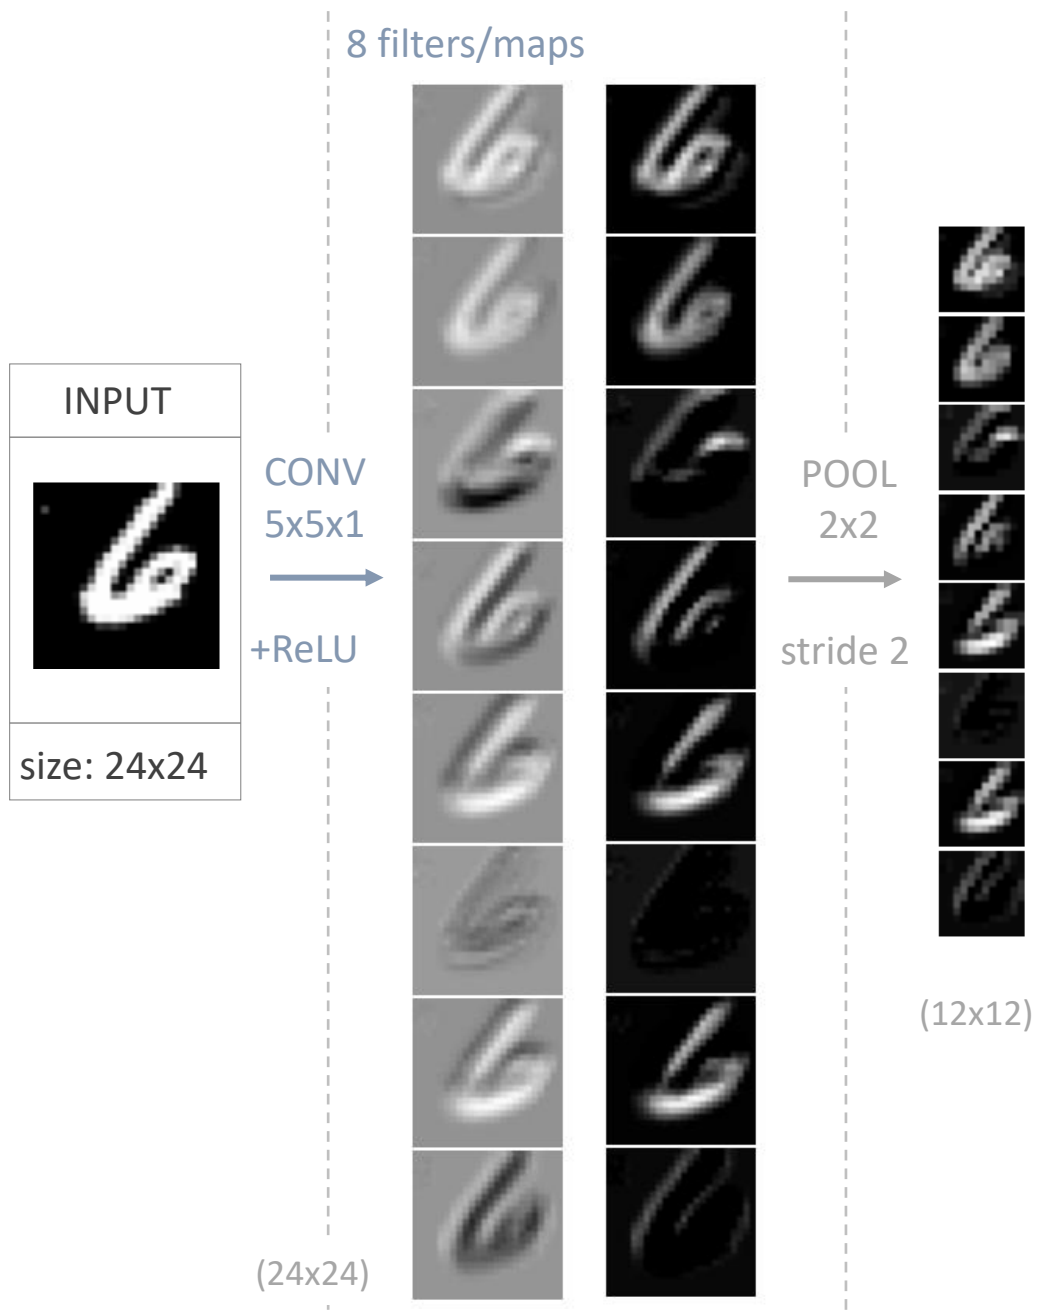 8 filters/maps
INPUT
size: 24x24
CONV
5x5x1
+ReLU
(24x24)
POOL
2x2
stride 2
(12x12)